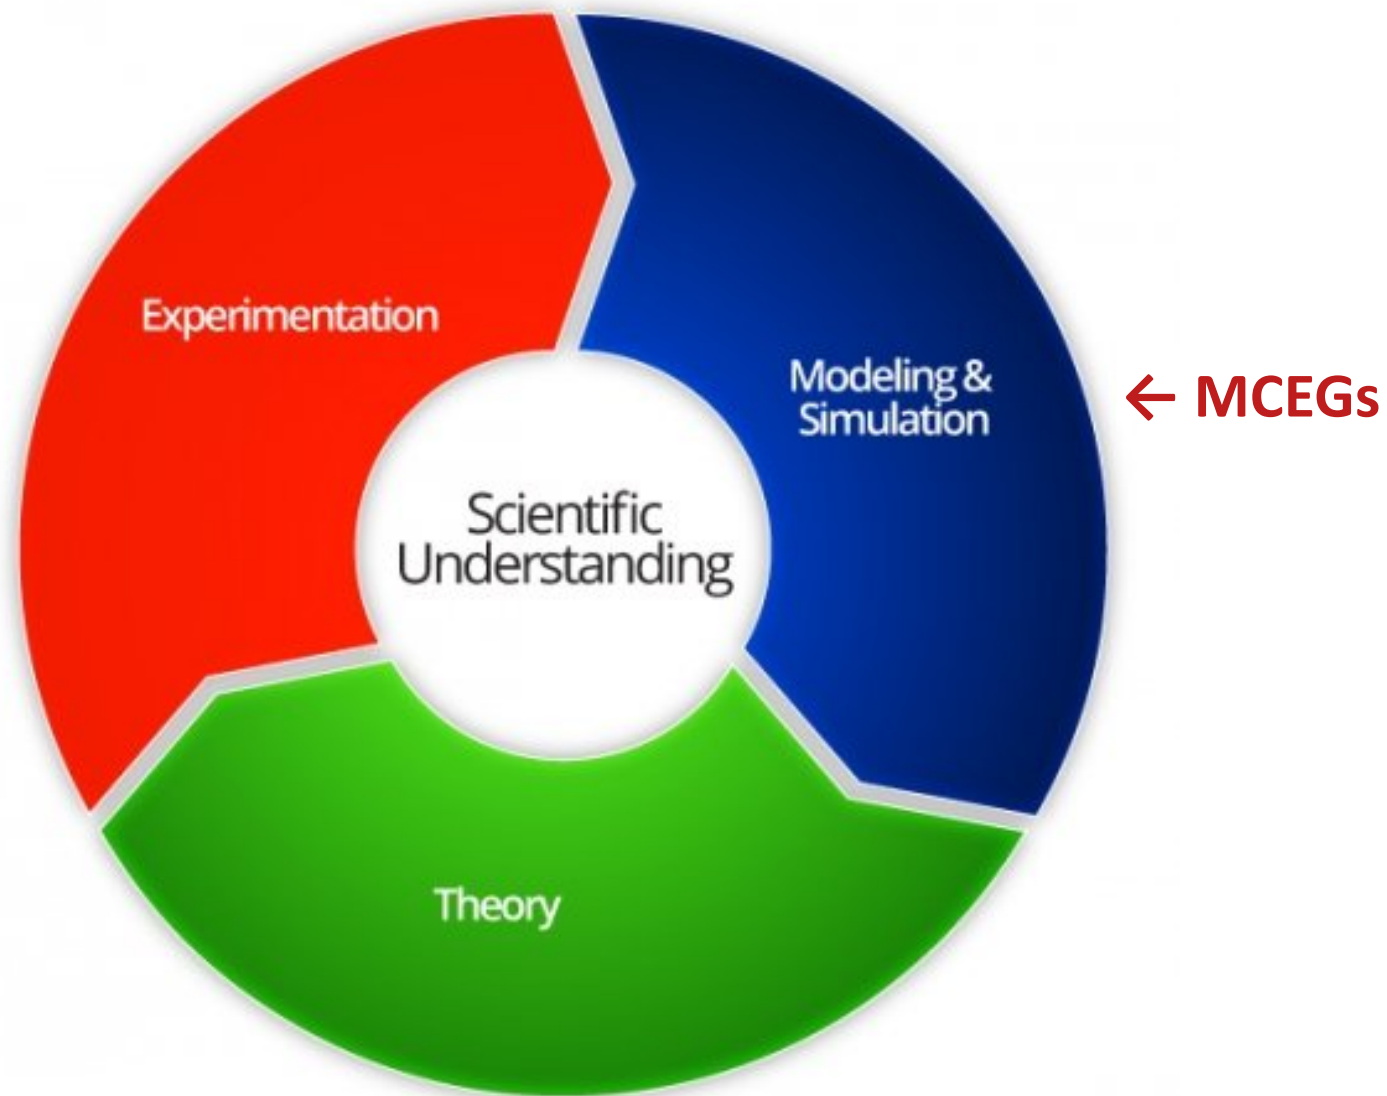 Experimentation
Modeling &
Simulation
← MCEGs
Scientific
Understanding
Theory